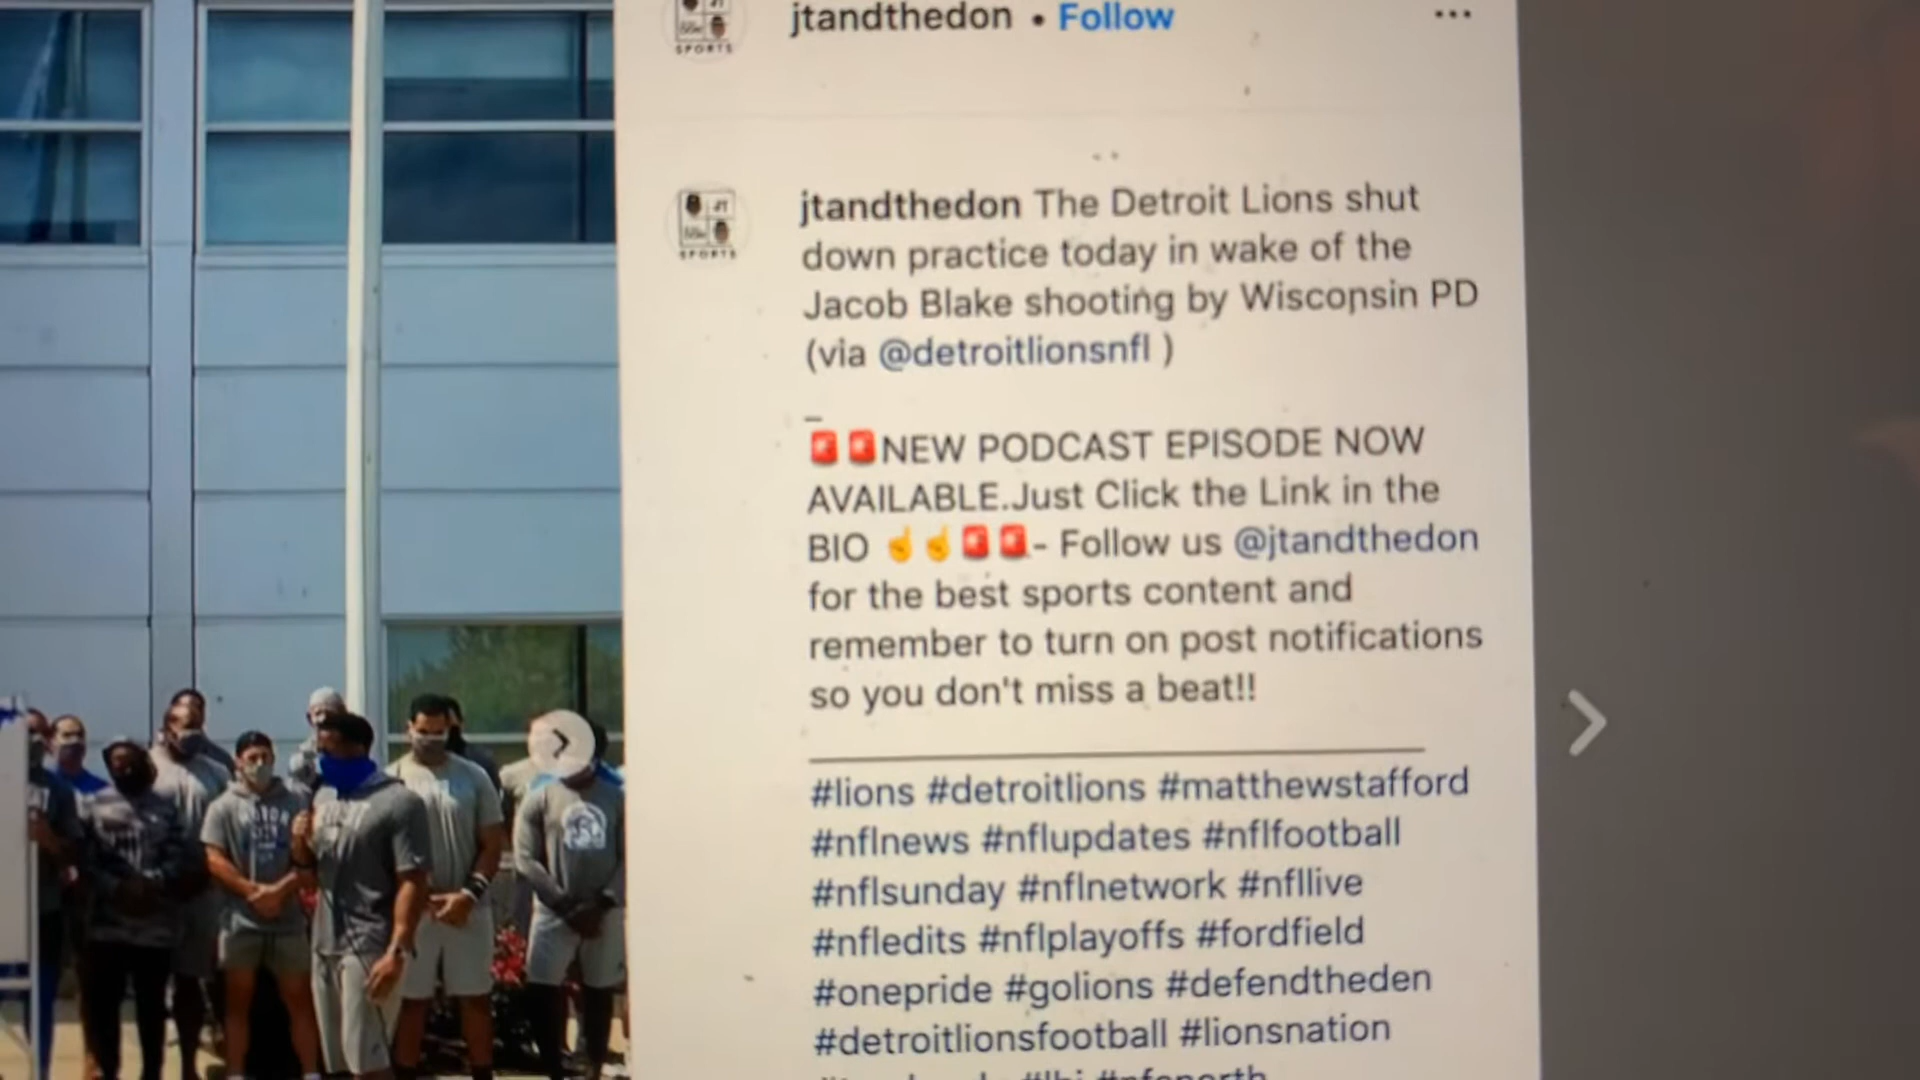 SPORTS
jtandthedon • Follow
SPORTS
jtandthedon The Detroit Lions shut
down practice today in wake of the
Jacob Blake shooting by Wisconsin PD
(via @detroitlionsnfl )
_
🚨🚨NEW PODCAST EPISODE NOW
AVAILABLE.Just Click the Link in the
BIO ☝️☝️🚨🚨- Follow us @jtandthedon
for the best sports content and
remember to turn on post notifications
so you don't miss a beat!!
#lions #detroitlions #matthewstafford
#nflnews #nflupdates #nflfootball
#nflsunday #nflnetwork #nfllive
#nfledits #nflplayoffs #fordfield
#onepride #golions #defendtheden
#detroitlionsfootball #lionsnation
#nfcnorth